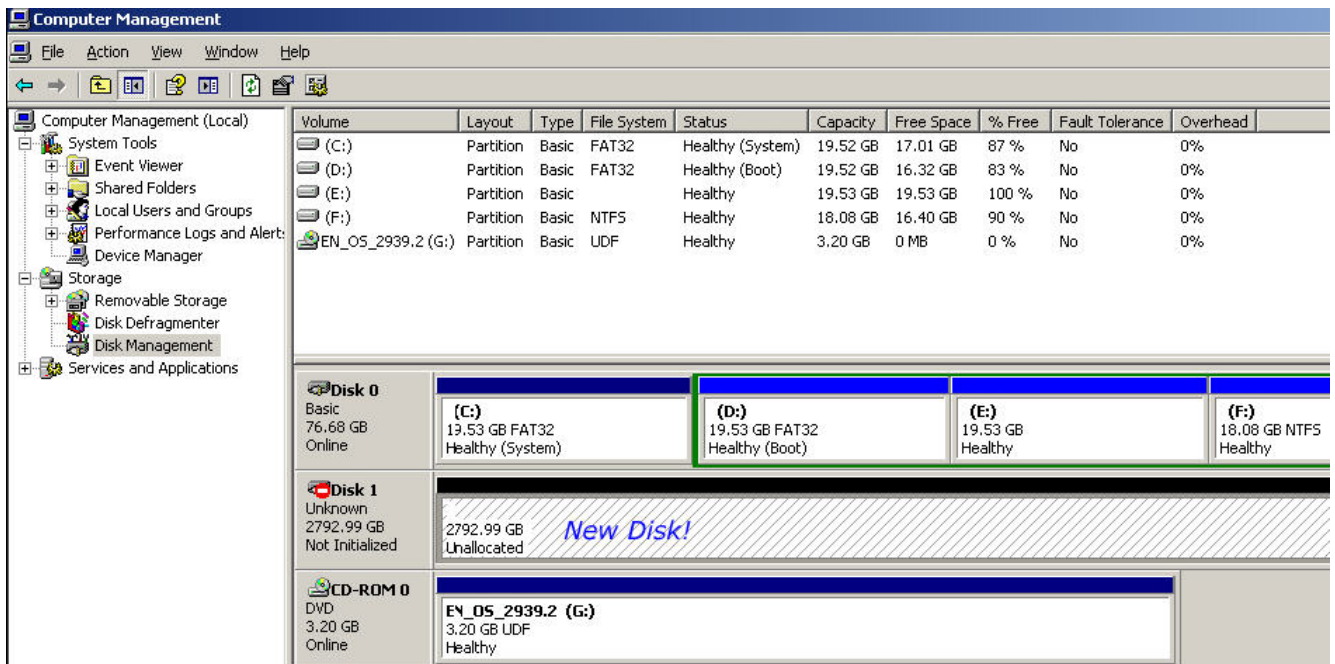 Computer Management
File Action View Window Help
Computer Management (Local)
System Tools
Event Viewer
Shared Folders
Local Users and Groups
Performance Logs and Alert
Device Manager
Storage
Removable Storage
Disk Defragmenter
Disk Management
Services and Applications
Volume Layout Type File System Status Capacity Free Space % Free Fault Tolerance Overhead
(C:) Partition Basic FAT32 Healthy (System) 19.52 GB 17.01 GB 87 % No 0%
(D:) Partition Basic FAT32 Healthy (Boot) 19.52 GB 16.32 GB 83 % No 0%
(E:) Partition Basic Healthy 19.53 GB 19.53 GB 100 % No 0%
(F:) Partition Basic NTFS Healthy 18.08 GB 16.40 GB 90 % No 0%
EN_OS_2939.2 (G:) Partition Basic UDF Healthy 3.20 GB 0 MB 0 % No 0%
Disk 0
Basic
76.68 GB
Online
(C:)
19.53 GB FAT32
Healthy (System)
(D:)
19.53 GB FAT32
Healthy (Boot)
(E:)
19.53 GB
Healthy
(F:)
18.08 GB NTFS
Healthy
Disk 1
Unknown
2792.99 GB
Not Initialized
2792.99 GB
Unallocated
New Disk!
CD-ROM 0
DVD
3.20 GB
Online
EN_OS_2939.2 (G:)
3.20 GB UDF
Healthy